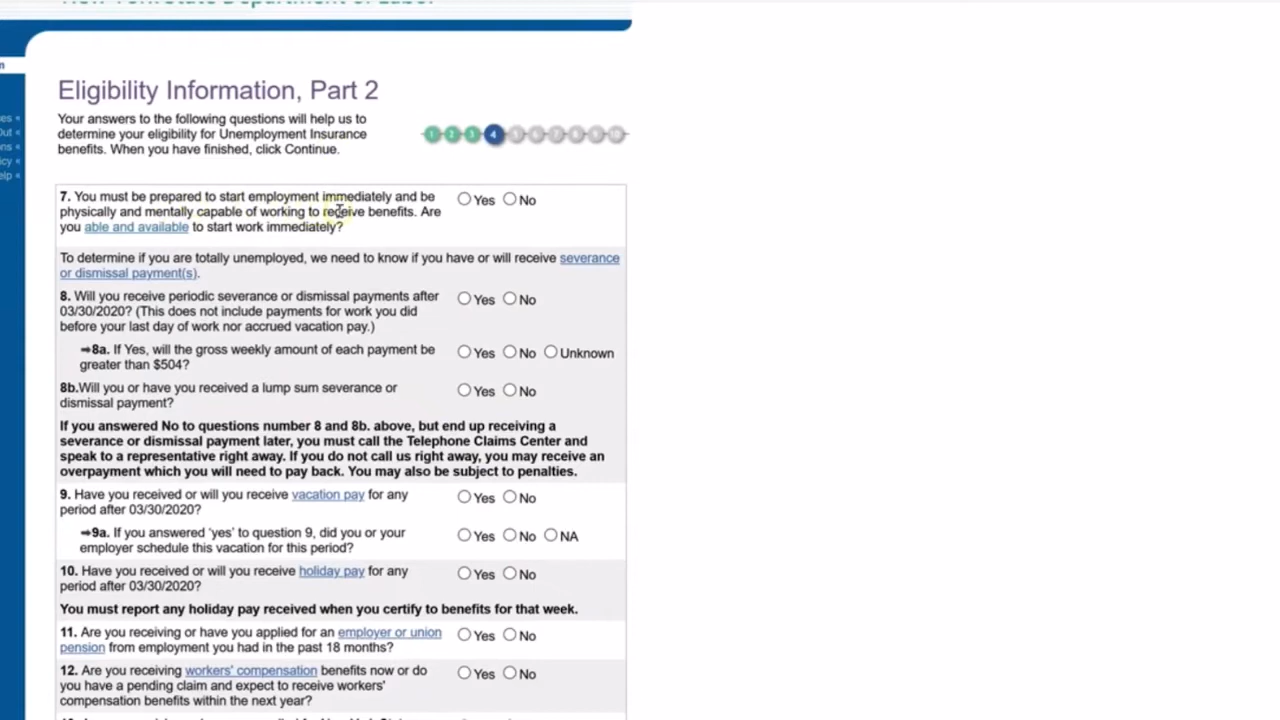 New York State Department of Labor
Eligibility Information, Part 2
Your answers to the following questions will help us to
determine your eligibility for Unemployment Insurance
benefits. When you have finished, click Continue.
1 2 3 4 5 6 7 8 9 10
7. You must be prepared to start employment immediately and be
physically and mentally capable of working to receive benefits. Are
you able and available to start work immediately?
Yes No
To determine if you are totally unemployed, we need to know if you have or will receive severance
or dismissal payment(s).
8. Will you receive periodic severance or dismissal payments after
03/30/2020? (This does not include payments for work you did
before your last day of work nor accrued vacation pay.)
Yes No
➡8a. If Yes, will the gross weekly amount of each payment be
greater than $504?
Yes No Unknown
8b.Will you or have you received a lump sum severance or
dismissal payment?
Yes No
If you answered No to questions number 8 and 8b. above, but end up receiving a
severance or dismissal payment later, you must call the Telephone Claims Center and
speak to a representative right away. If you do not call us right away, you may receive an
overpayment which you will need to pay back. You may also be subject to penalties.
9. Have you received or will you receive vacation pay for any
period after 03/30/2020?
Yes No
➡9a. If you answered 'yes' to question 9, did you or your
employer schedule this vacation for this period?
Yes No NA
10. Have you received or will you receive holiday pay for any
period after 03/30/2020?
Yes No
You must report any holiday pay received when you certify to benefits for that week.
11. Are you receiving or have you applied for an employer or union
pension from employment you had in the past 18 months?
Yes No
12. Are you receiving workers' compensation benefits now or do
you have a pending claim and expect to receive workers'
compensation benefits within the next year?
Yes No